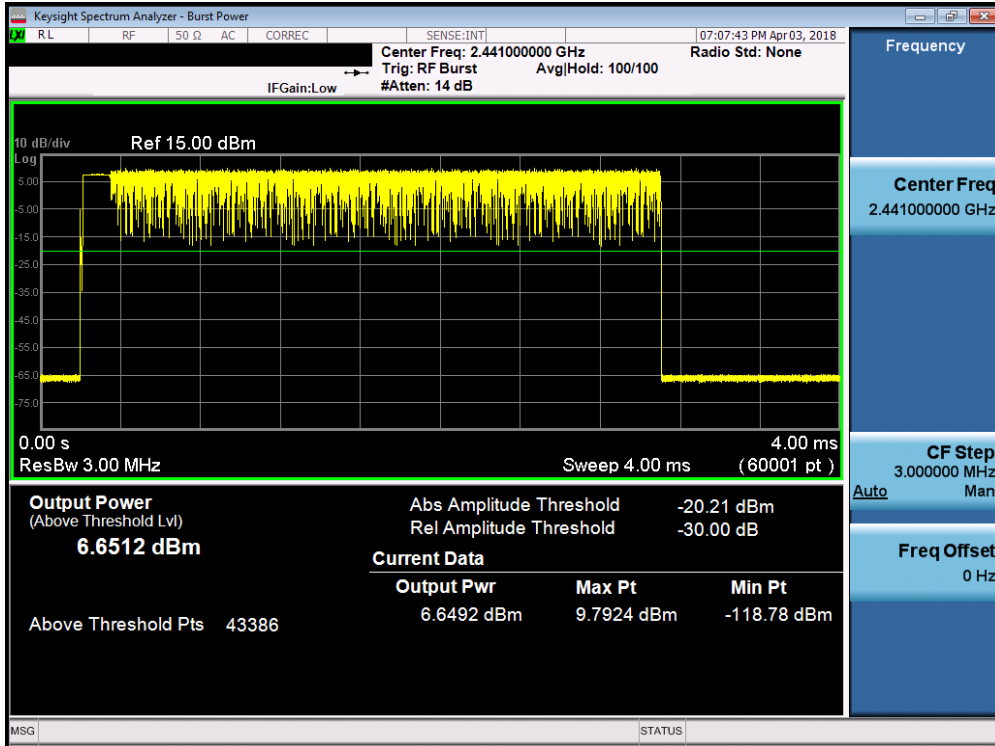 Keysight Spectrum Analyzer - Burst Power
LXI RL RF 50 Ω AC CORREC SENSE:INT 07:07:43 PM Apr 03, 2018
Center Freq: 2.441000000 GHz Radio Std: None
Trig: RF Burst Avg|Hold: 100/100
IFGain:Low #Atten: 14 dB
10 dB/div Ref 15.00 dBm
Log
5.00
-5.00
-15.0
-25.0
-35.0
-45.0
-55.0
-65.0
-75.0
0.00 s 4.00 ms
ResBw 3.00 MHz Sweep 4.00 ms (60001 pt)
Output Power
(Above Threshold Lvl)
6.6512 dBm
Above Threshold Pts 43386
Abs Amplitude Threshold -20.21 dBm
Rel Amplitude Threshold -30.00 dB
Current Data
Output Pwr Max Pt Min Pt
6.6492 dBm 9.7924 dBm -118.78 dBm
Frequency
Center Freq
2.441000000 GHz
CF Step
3.000000 MHz
Auto Man
Freq Offset
0 Hz
MSG STATUS